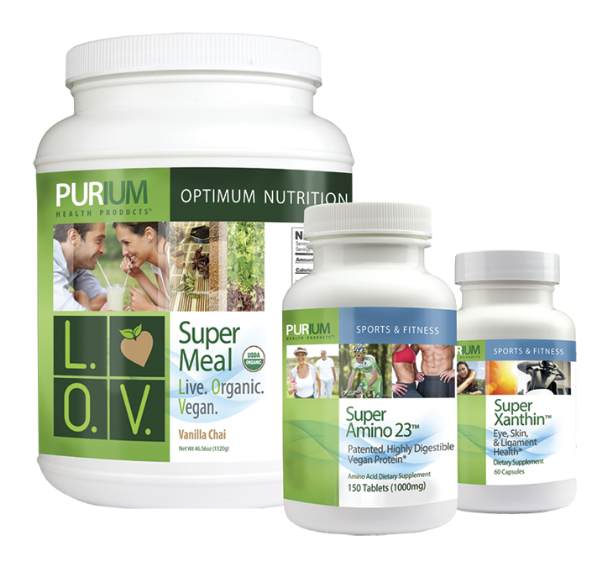 PURIUM
HEALTH PRODUCTS
OPTIMUM NUTRITION
L.
O. V.
Super
Meal
USDA
ORGANIC
Live. Organic.
Vegan.
Vanilla Chai
Net Wt 46.56oz (1120g)
PURIUM
HEALTH PRODUCTS
SPORTS & FITNESS
Super
Amino 23™
Patented, Highly Digestible
Vegan Protein*
Amino Acid Dietary Supplement
150 Tablets (1000mg)
RIUM
SPORTS & FITNESS
Super
Xanthin™
Eye, Skin,
& Ligament
Health*
Dietary Supplement
60 Capsules